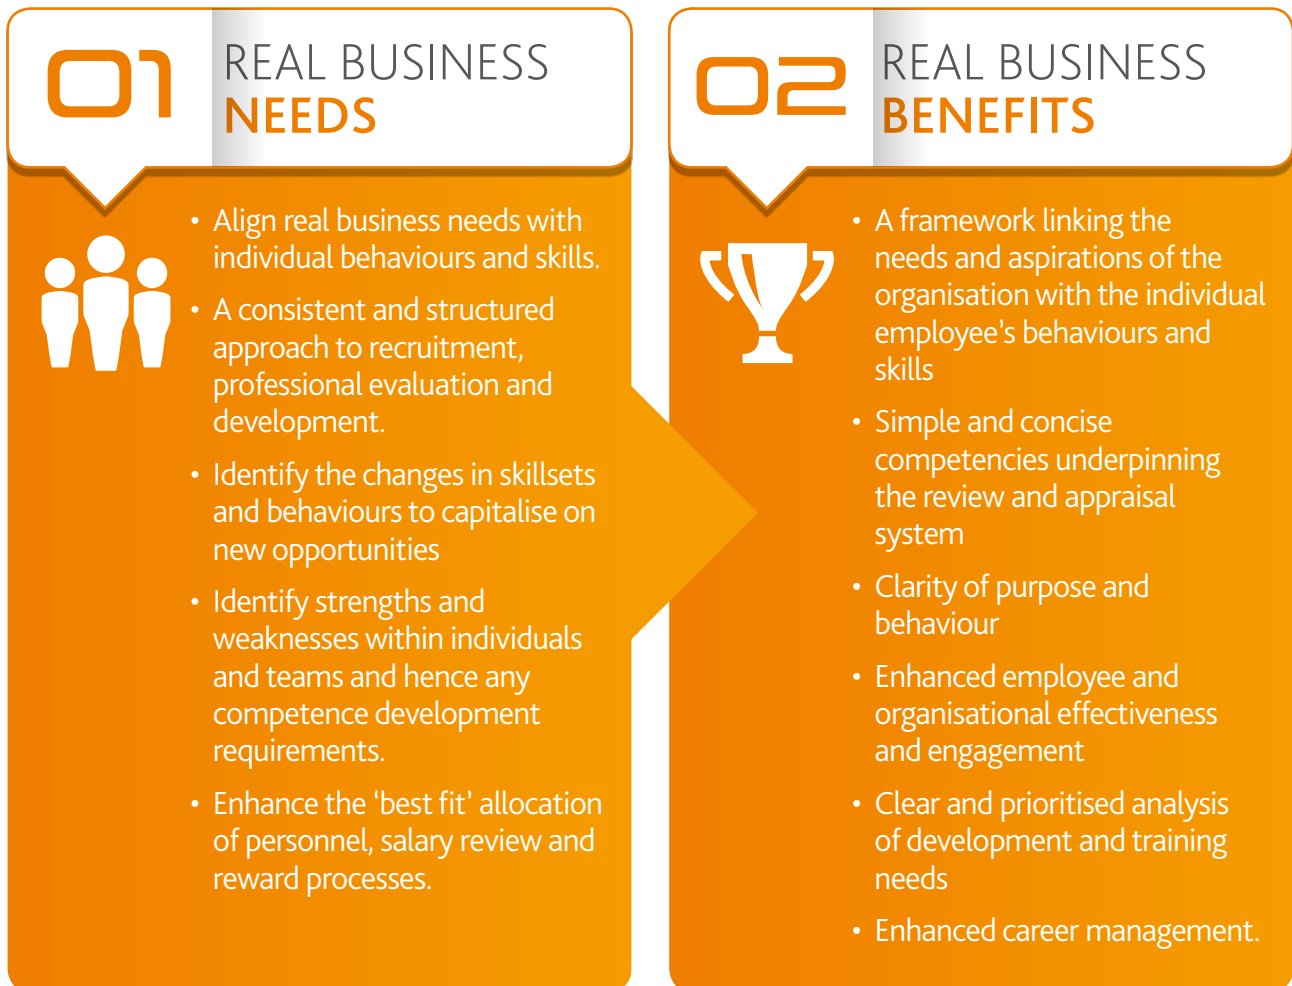 01
REAL BUSINESS
NEEDS
• Align real business needs with
individual behaviours and skills.
• A consistent and structured
approach to recruitment,
professional evaluation and
development.
• Identify the changes in skillsets
and behaviours to capitalise on
new opportunities
• Identify strengths and
weaknesses within individuals
and teams and hence any
competence development
requirements.
• Enhance the ‘best fit’ allocation
of personnel, salary review and
reward processes.
02
REAL BUSINESS
BENEFITS
• A framework linking the
needs and aspirations of the
organisation with the individual
employee’s behaviours and
skills
• Simple and concise
competencies underpinning
the review and appraisal
system
• Clarity of purpose and
behaviour
• Enhanced employee and
organisational effectiveness
and engagement
• Clear and prioritised analysis
of development and training
needs
• Enhanced career management.